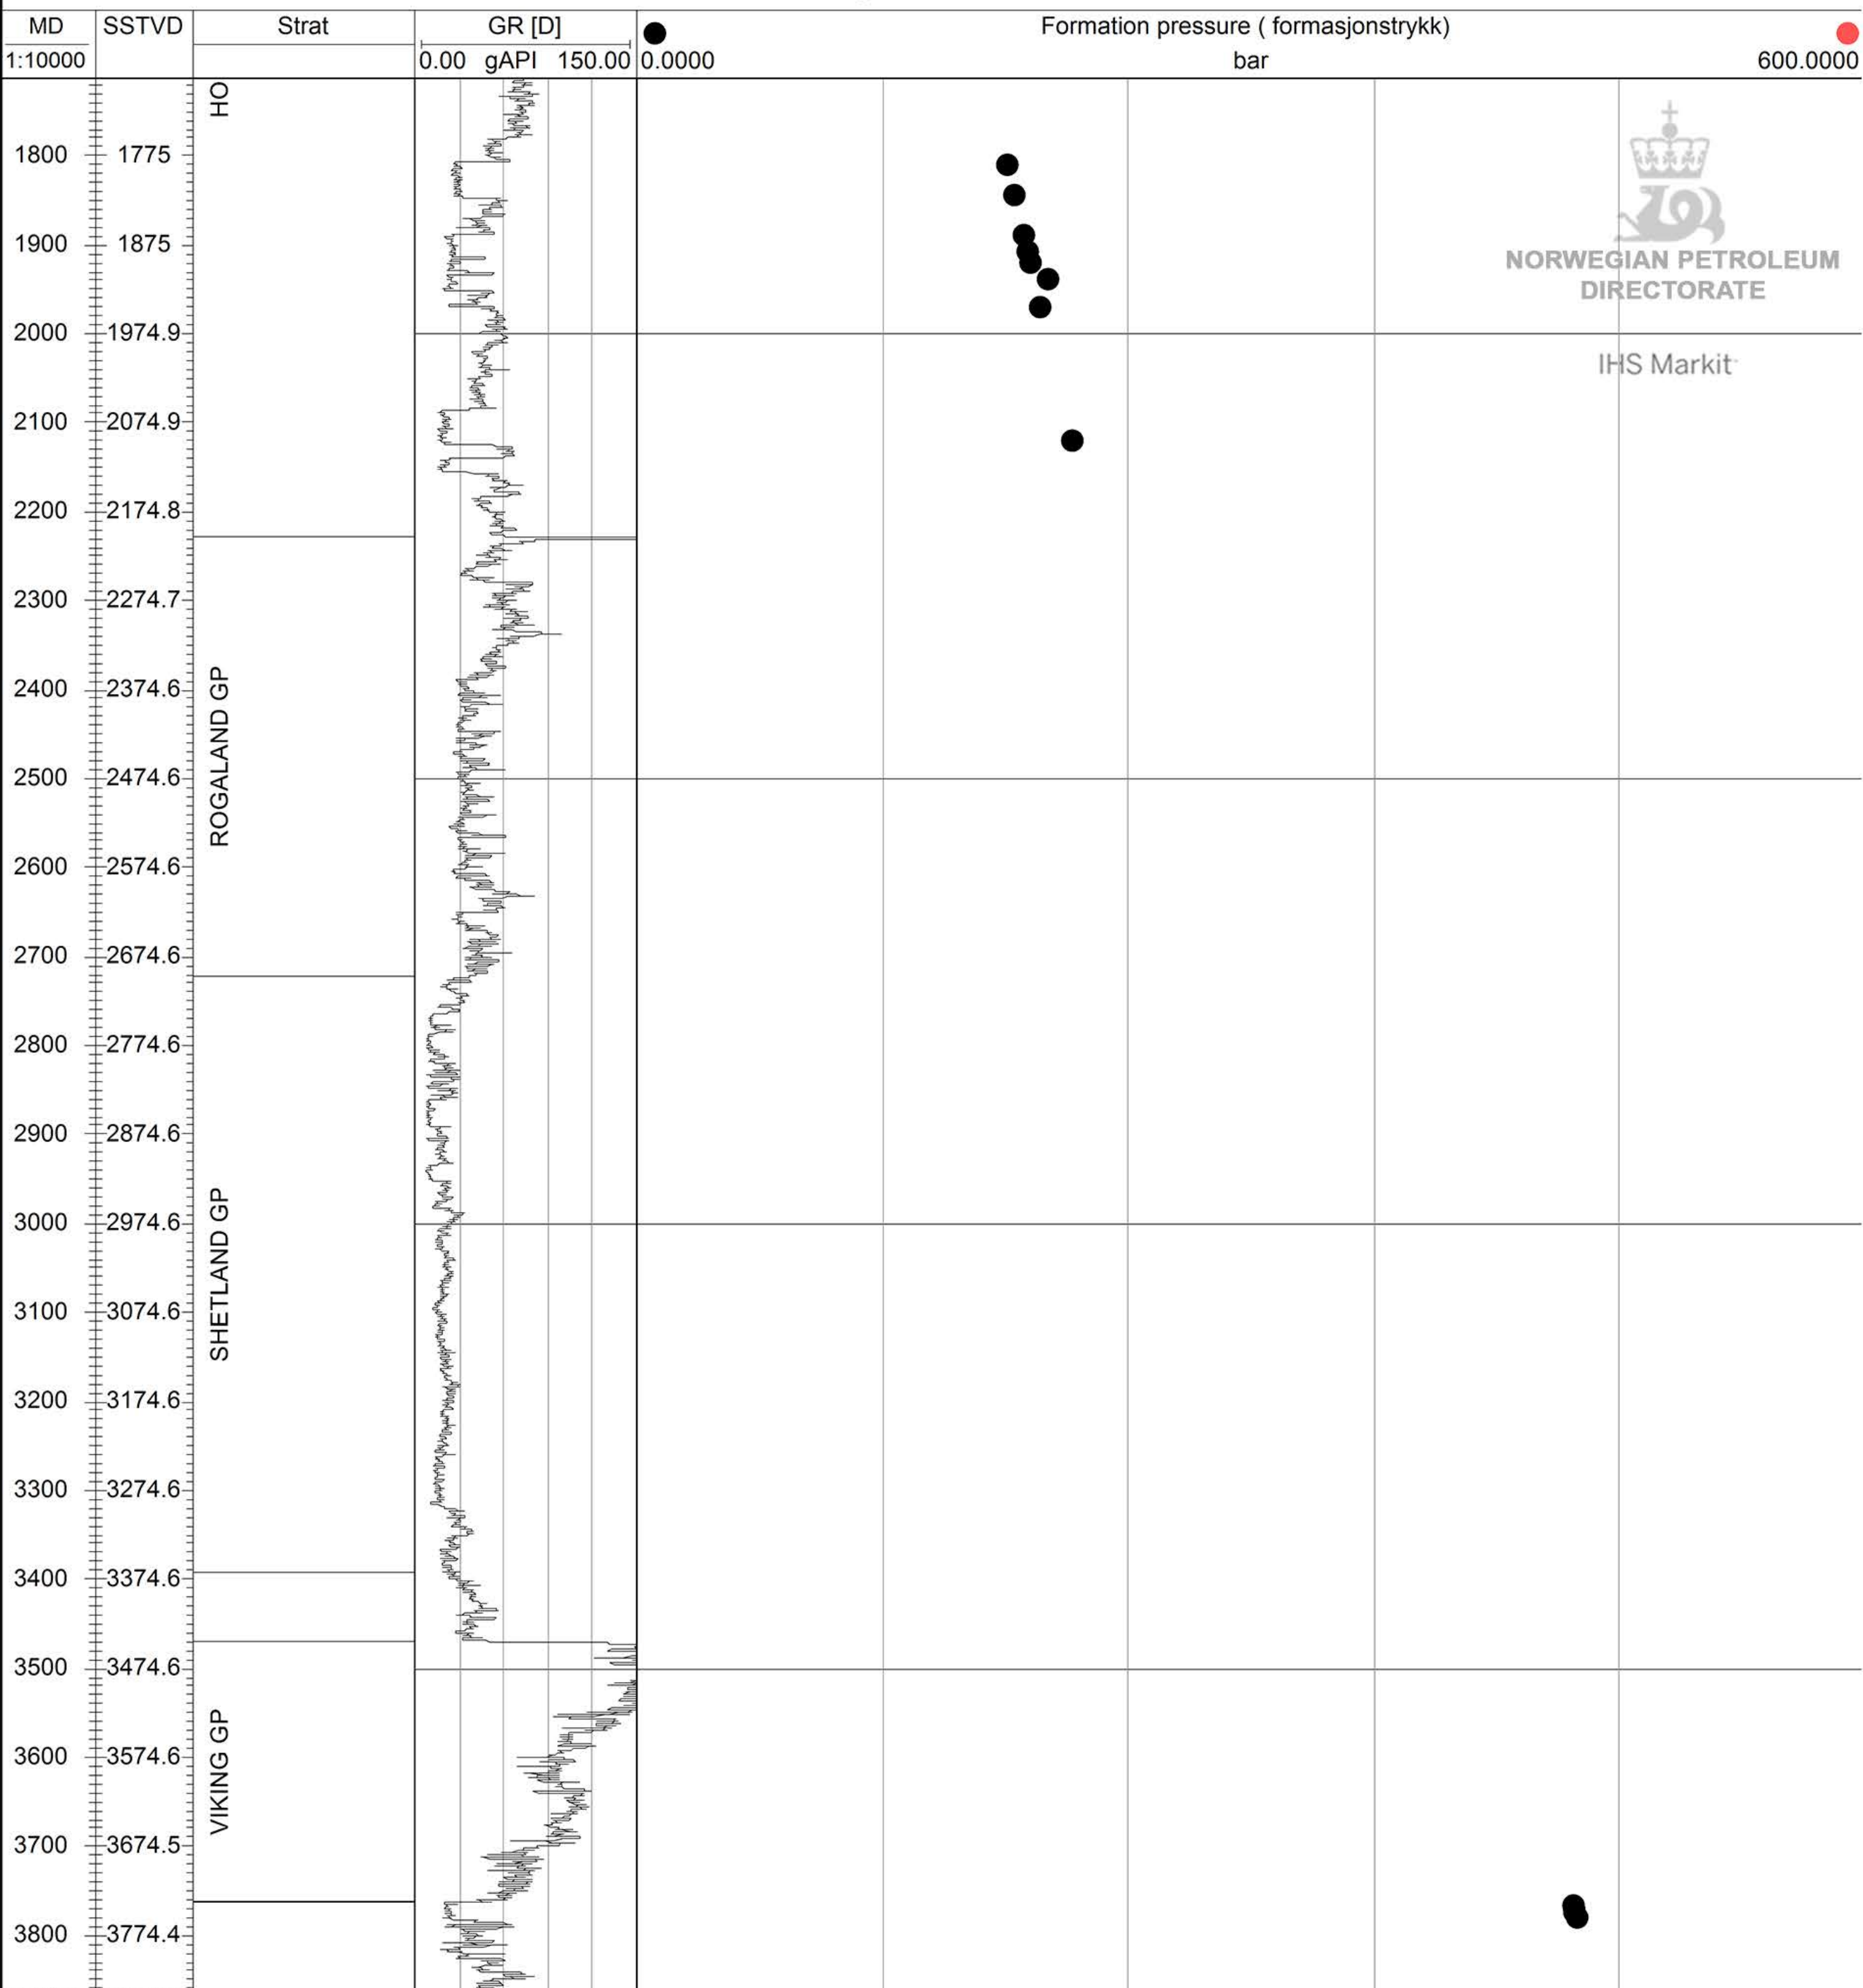 MD SSTVD Strat GR [D] Formation pressure ( formasjonstrykk)
1:10000 0.00 gAPI 150.00 0.0000 bar 600.0000
HO
1800 1775
1900 1875
NORWEGIAN PETROLEUM
DIRECTORATE
2000 1974.9
IHS Markit
2100 2074.9
2200 2174.8
2300 2274.7
2400 2374.6
ROGALAND GP
2500 2474.6
2600 2574.6
2700 2674.6
2800 2774.6
2900 2874.6
3000 2974.6
SHETLAND GP
3100 3074.6
3200 3174.6
3300 3274.6
3400 3374.6
3500 3474.6
3600 3574.6
VIKING GP
3700 3674.5
3800 3774.4